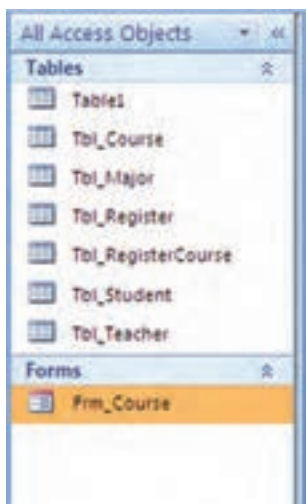 All Access Objects
Tables
Table1
Tbl_Course
Tbl_Major
Tbl_Register
Tbl_RegisterCourse
Tbl_Student
Tbl_Teacher
Forms
Frm_Course